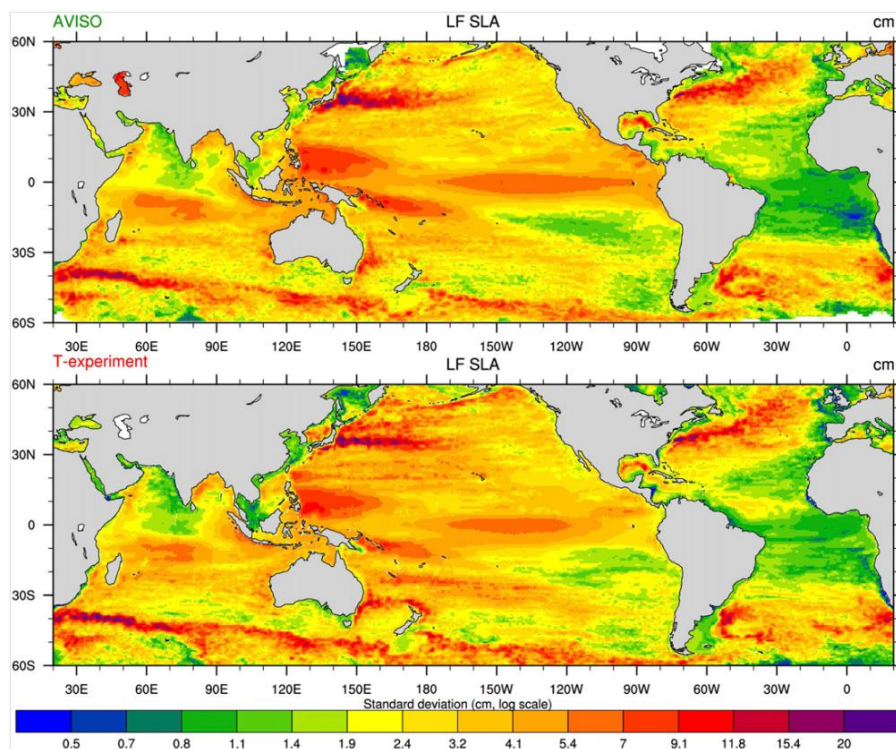 AVISO LF SLA cm
60N
30N
0
30S
60S
30E 60E 90E 120E 150E 180 150W 120W 90W 60W 30W 0
T-experiment LF SLA cm
60N
30N
0
30S
60S
30E 60E 90E 120E 150E 180 150W 120W 90W 60W 30W 0
Standard deviation (cm, log scale)
0.5 0.7 0.8 1.1 1.4 1.9 2.4 3.2 4.1 5.4 7 9.1 11.8 15.4 20